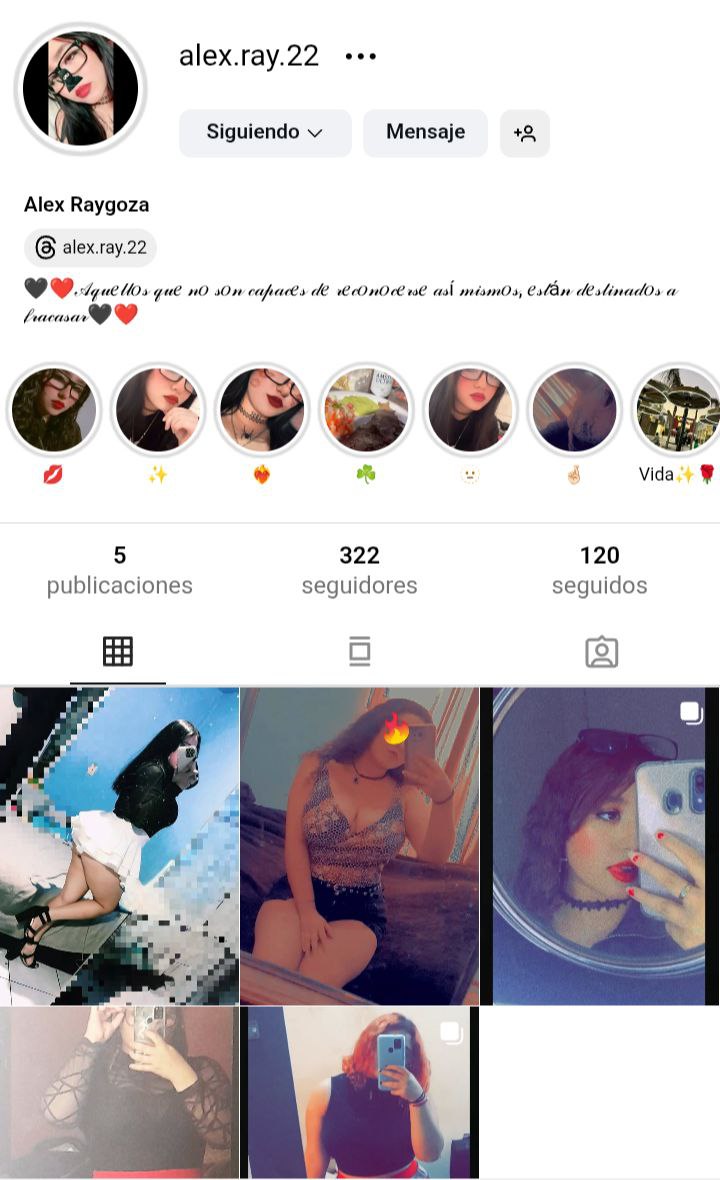 alex.ray.22
Siguiendo
Mensaje
Alex Raygoza
alex.ray.22
🖤❤️.Aquellos que no son capaces de reconocerse así mismos, están destinados a
fracasar🖤❤️
Vida✨🌹
5
publicaciones
322
seguidores
120
seguidos